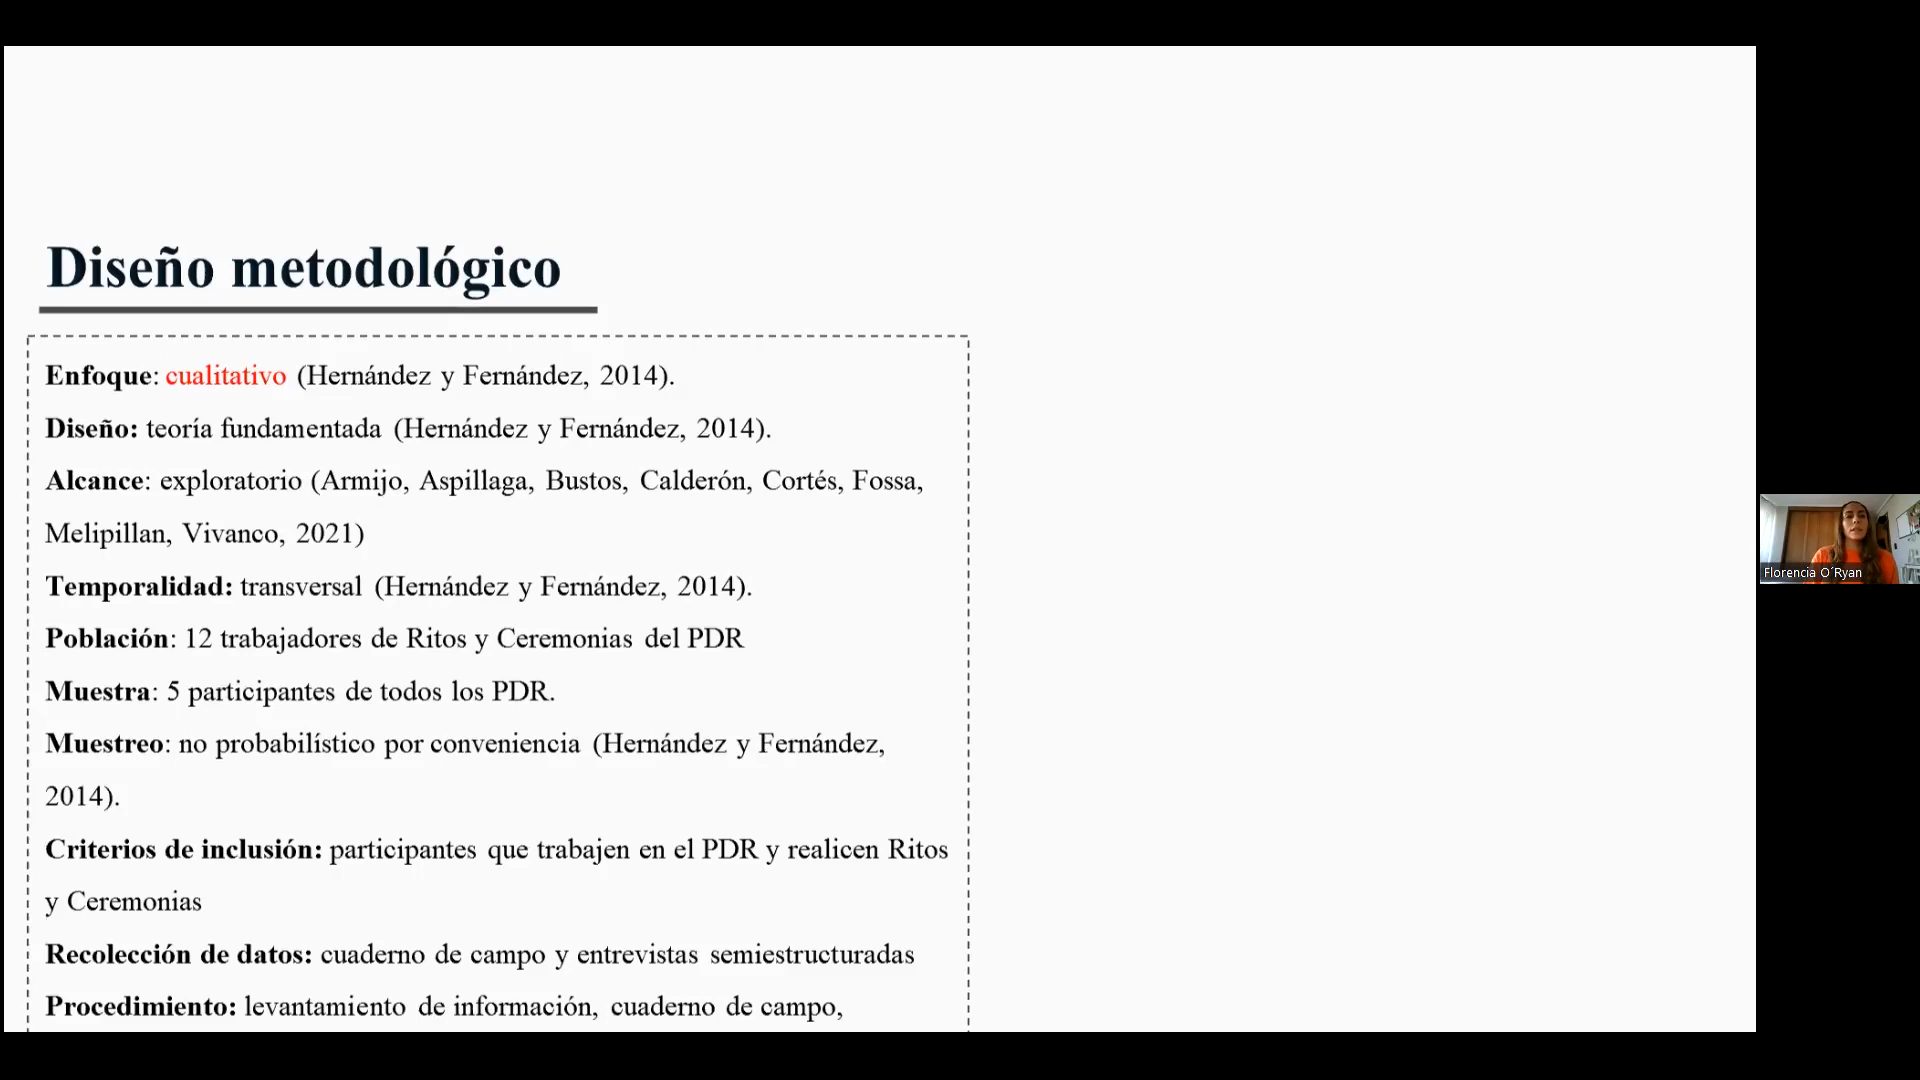 Diseño metodológico
Enfoque: cualitativo (Hernández y Fernández, 2014).
Diseño: teoría fundamentada (Hernández y Fernández, 2014).
Alcance: exploratorio (Armijo, Aspillaga, Bustos, Calderón, Cortés, Fossa,
Melipillan, Vivanco, 2021)
Temporalidad: transversal (Hernández y Fernández, 2014).
Población: 12 trabajadores de Ritos y Ceremonias del PDR
Muestra: 5 participantes de todos los PDR.
Muestreo: no probabilístico por conveniencia (Hernández y Fernández,
2014).
Criterios de inclusión: participantes que trabajen en el PDR y realicen Ritos
y Ceremonias
Recolección de datos: cuaderno de campo y entrevistas semiestructuradas
Procedimiento: levantamiento de información, cuaderno de campo,
Florencia O´Ryan